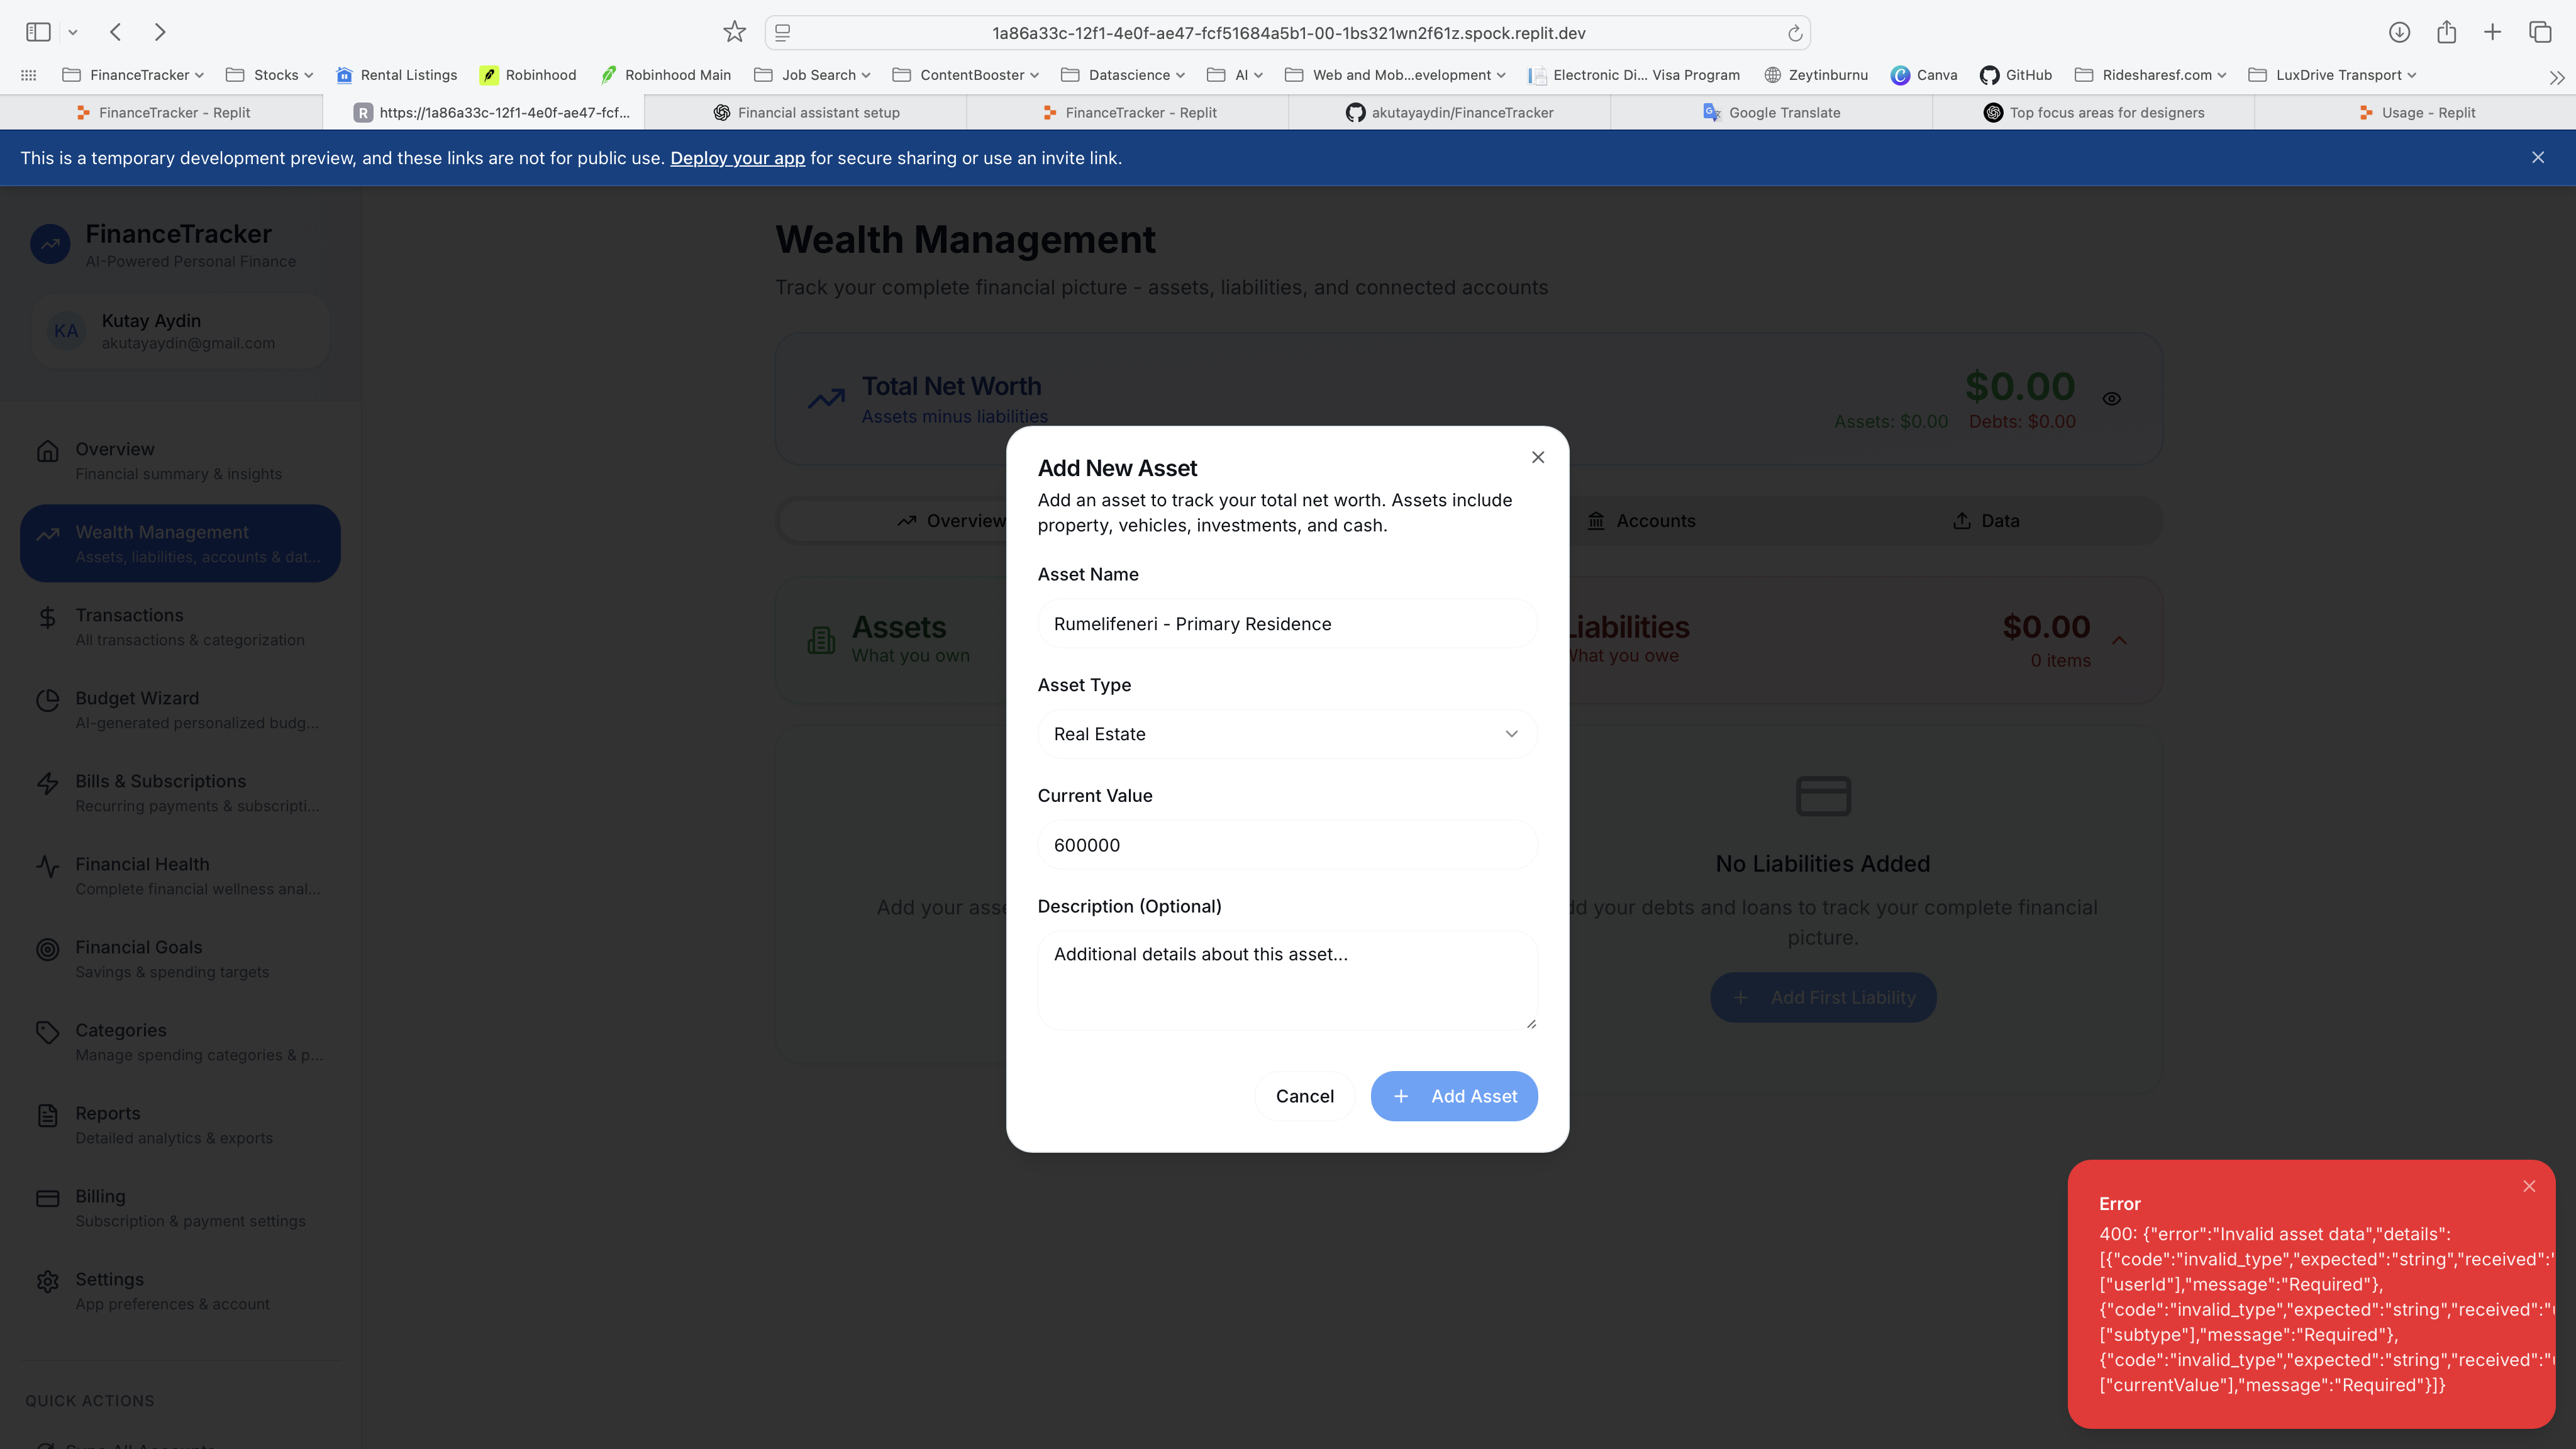 1a86a33c-12f1-4e0f-ae47-fcf51684a5b1-00-1bs321wn2f61z.spock.replit.dev
FinanceTracker
Stocks
Rental Listings
Robinhood
Robinhood Main
Job Search
ContentBooster
Datascience
AI
Web and Mob...evelopment
Electronic Di... Visa Program
Zeytinburnu
Canva
GitHub
Ridesharesf.com
LuxDrive Transport
FinanceTracker - Replit
R https://1a86a33c-12f1-4e0f-ae47-fcf...
Financial assistant setup
FinanceTracker - Replit
akutayaydin/FinanceTracker
Google Translate
Top focus areas for designers
Usage - Replit
This is a temporary development preview, and these links are not for public use. Deploy your app for secure sharing or use an invite link.
FinanceTracker
AI-Powered Personal Finance
KA
Kutay Aydin
akutayaydin@gmail.com
Overview
Financial summary & insights
Wealth Management
Assets, liabilities, accounts & dat...
Transactions
All transactions & categorization
Budget Wizard
AI-generated personalized budg...
Bills & Subscriptions
Recurring payments & subscripti...
Financial Health
Complete financial wellness anal...
Financial Goals
Savings & spending targets
Categories
Manage spending categories & p...
Reports
Detailed analytics & exports
Billing
Subscription & payment settings
Settings
App preferences & account
QUICK ACTIONS
Wealth Management
Track your complete financial picture - assets, liabilities, and connected accounts
Total Net Worth
Assets minus liabilities
$0.00
Assets: $0.00 Debts: $0.00
Overview
Accounts
Data
Assets
What you own
Liabilities
What you owe
$0.00
0 items
Add your asse
No Liabilities Added
dd your debts and loans to track your complete financial
picture.
Add First Liability
Add New Asset
Add an asset to track your total net worth. Assets include
property, vehicles, investments, and cash.
Asset Name
Rumelifeneri - Primary Residence
Asset Type
Real Estate
Current Value
600000
Description (Optional)
Additional details about this asset...
Cancel
Add Asset
Error
400: {"error":"Invalid asset data","details":
[{"code":"invalid_type","expected":"string","received":"
["userId"],"message":"Required"},
{"code":"invalid_type","expected":"string","received":"u
["subtype"],"message":"Required"},
{"code":"invalid_type","expected":"string","received":"u
["currentValue"],"message":"Required"}]}